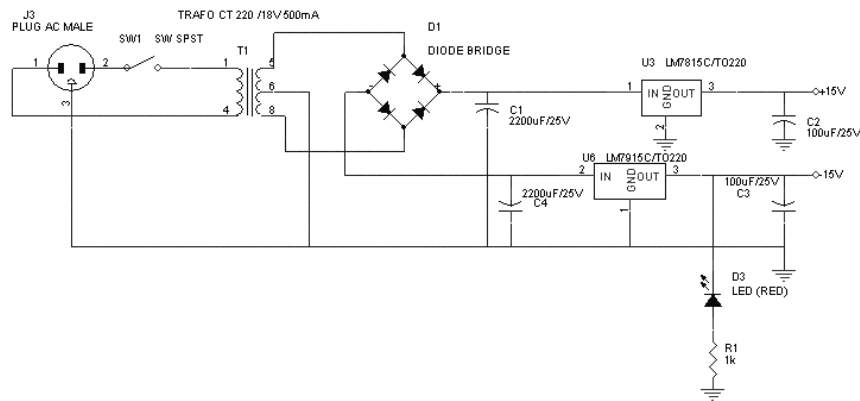 J3
PLUG AC MALE
TRAFO CT 220 /18V 500mA
SW1 SW SPST
T1
D1
DIODE BRIDGE
U3 LM7815C/TO220
1 2 1 5
6
4 8
3
- +
1 IN GND OUT 3
2
+15V
C1
2200uF/25V
C2
100uF/25V
U6 LM7915C/TO220
2 IN GND OUT 3
1
-15V
2200uF/25V
C4
100uF/25V
C3
D3
LED (RED)
R1
1k